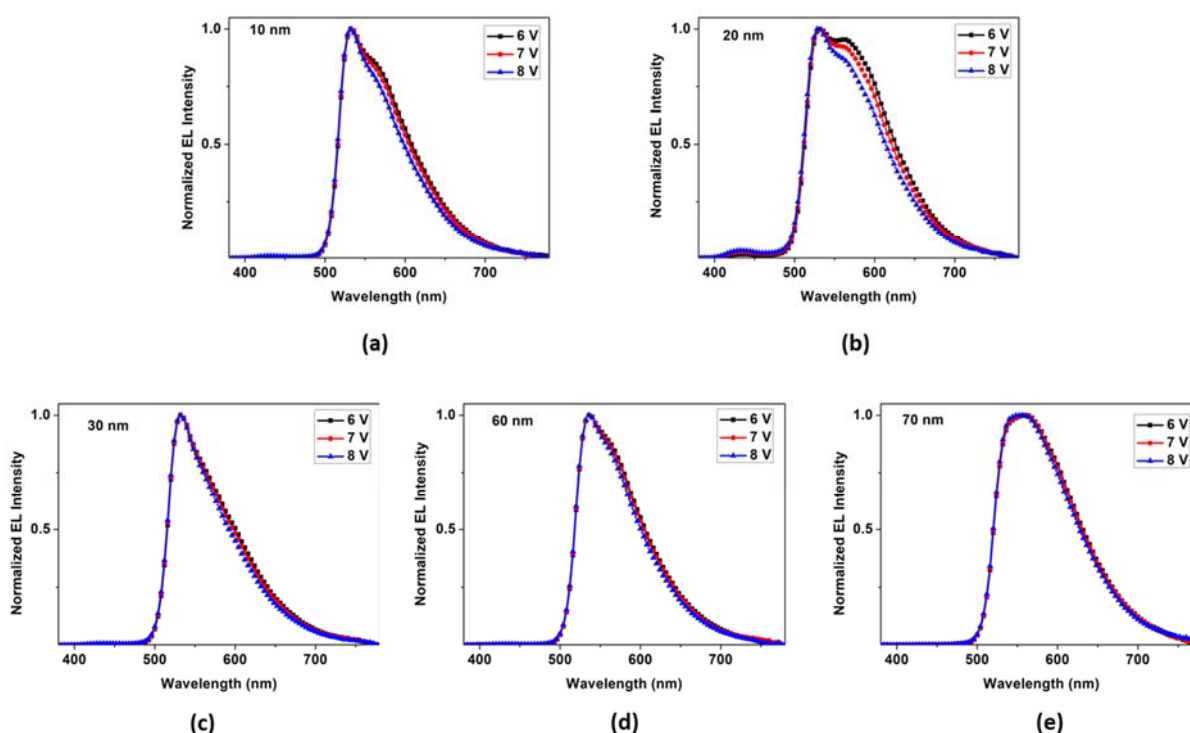 10 nm
6 V
7 V
8 V
Normalized EL Intensity
1.0
0.5
400 500 600 700
Wavelength (nm)
(a)
20 nm
6 V
7 V
8 V
Normalized EL Intensity
1.0
0.5
400 500 600 700
Wavelength (nm)
(b)
30 nm
6 V
7 V
8 V
Normalized EL Intensity
1.0
0.5
400 500 600 700
Wavelength (nm)
(c)
60 nm
6 V
7 V
8 V
Normalized EL Intensity
1.0
0.5
400 500 600 700
Wavelength (nm)
(d)
70 nm
6 V
7 V
8 V
Normalized EL Intensity
1.0
0.5
400 500 600 700
Wavelength (nm)
(e)